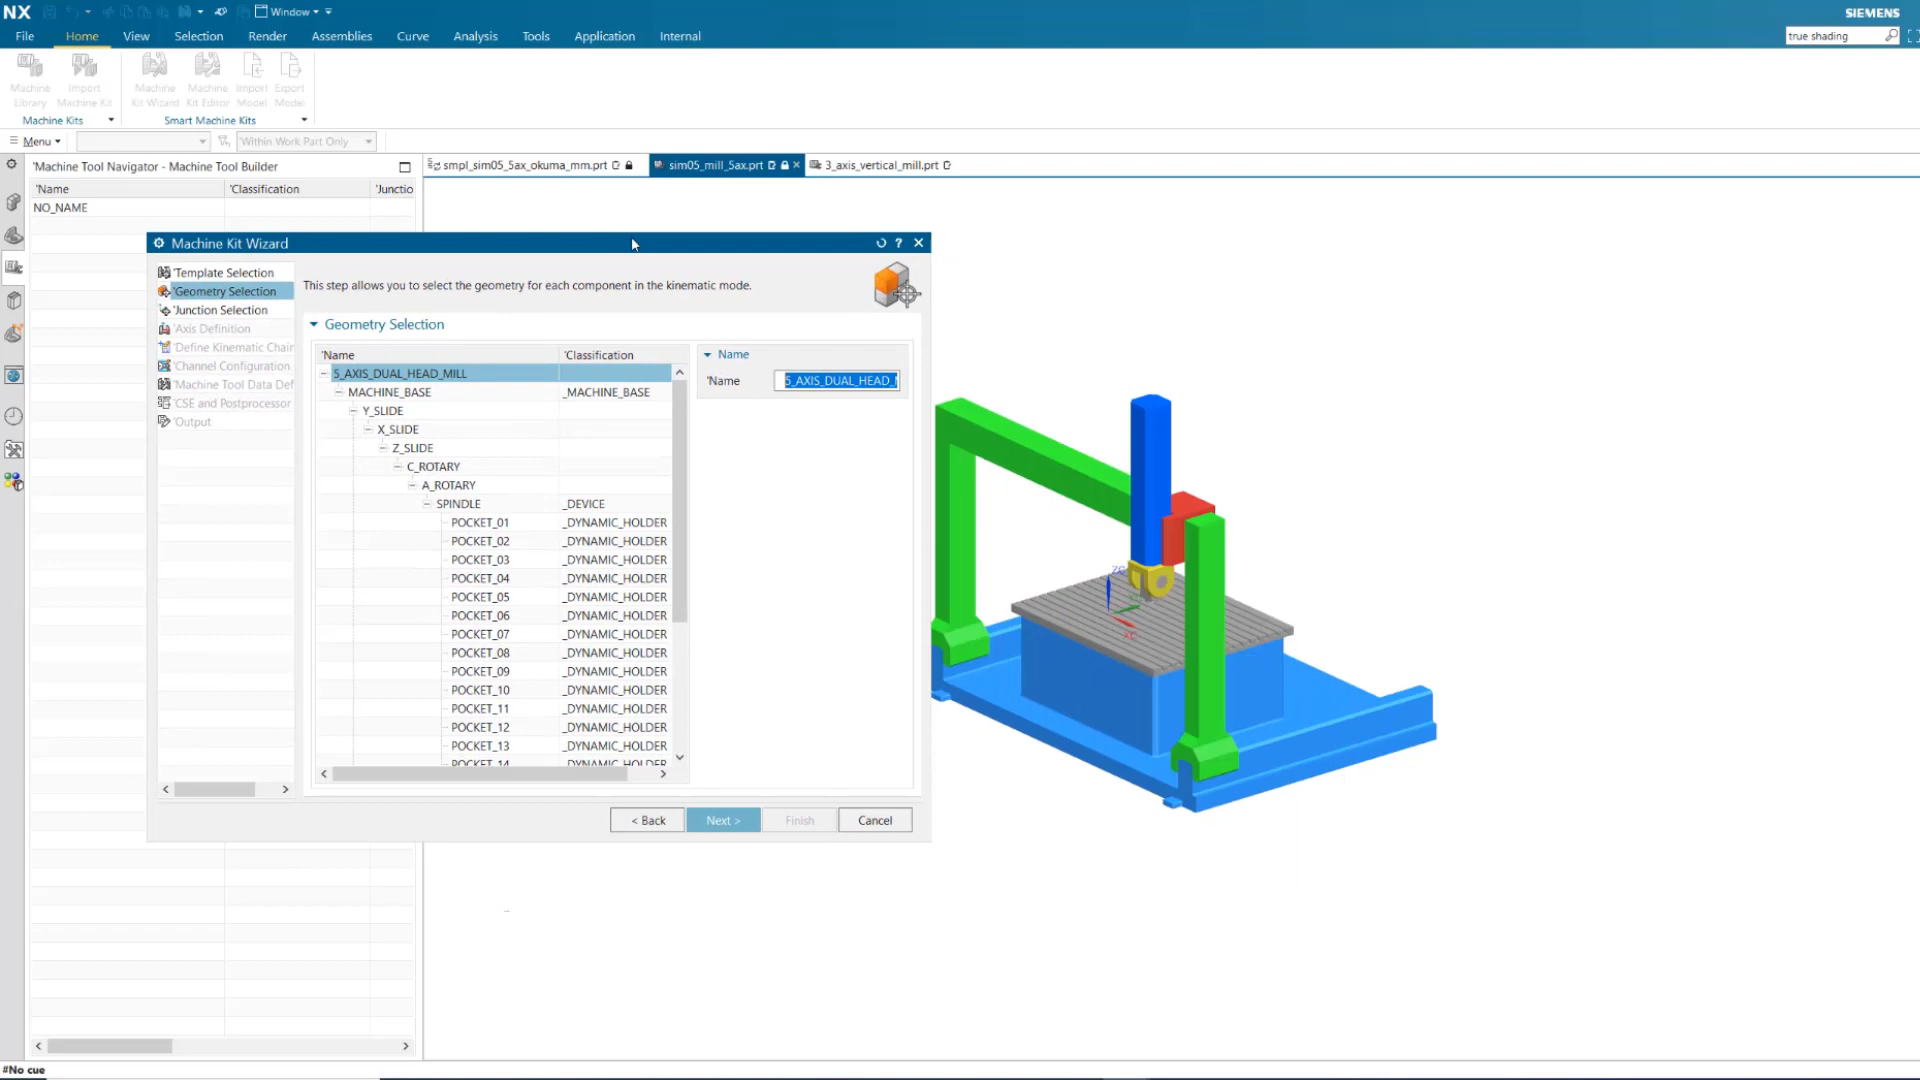 NX
Window
SIEMENS
File
Home
View
Selection
Render
Assemblies
Curve
Analysis
Tools
Application
Internal
true shading
Machine Library
Import Machine Kit
Machine Kit Wizard
Machine Kit Editor
Import Model
Export Model
Machine Kits
Smart Machine Kits
Menu
'Within Work Part Only
'Machine Tool Navigator - Machine Tool Builder
smpl_sim05_5ax_okuma_mm.prt
sim05_mill_5ax.prt
3_axis_vertical_mill.prt
'Name
'Classification
'Junctio
NO_NAME
Machine Kit Wizard
'Template Selection
'Geometry Selection
'Junction Selection
'Axis Definition
'Define Kinematic Chain
'Channel Configuration
'Machine Tool Data Def
'CSE and Postprocessor
'Output
This step allows you to select the geometry for each component in the kinematic mode.
Geometry Selection
'Name 'Classification
5_AXIS_DUAL_HEAD_MILL
MACHINE_BASE _MACHINE_BASE
Y_SLIDE
X_SLIDE
Z_SLIDE
C_ROTARY
A_ROTARY
SPINDLE _DEVICE
POCKET_01 _DYNAMIC_HOLDER
POCKET_02 _DYNAMIC_HOLDER
POCKET_03 _DYNAMIC_HOLDER
POCKET_04 _DYNAMIC_HOLDER
POCKET_05 _DYNAMIC_HOLDER
POCKET_06 _DYNAMIC_HOLDER
POCKET_07 _DYNAMIC_HOLDER
POCKET_08 _DYNAMIC_HOLDER
POCKET_09 _DYNAMIC_HOLDER
POCKET_10 _DYNAMIC_HOLDER
POCKET_11 _DYNAMIC_HOLDER
POCKET_12 _DYNAMIC_HOLDER
POCKET_13 _DYNAMIC_HOLDER
POCKET_14 _DYNAMIC_HOLDER
Name
'Name 5_AXIS_DUAL_HEAD_
< Back
Next >
Finish
Cancel
ZC
XC
#No cue